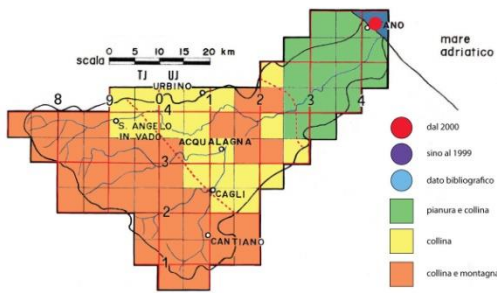 ANO
mare
adriatico
scala 0 5 10 15 20 km
TJ UJ
URBINO
8 9 0
4
S. ANGELO
IN VADO
ACQUALAGNA
1 2 3 4
3
CAGLI
2
CANTIANO
1
dal 2000
sino al 1999
dato bibliografico
pianura e collina
collina
collina e montagna